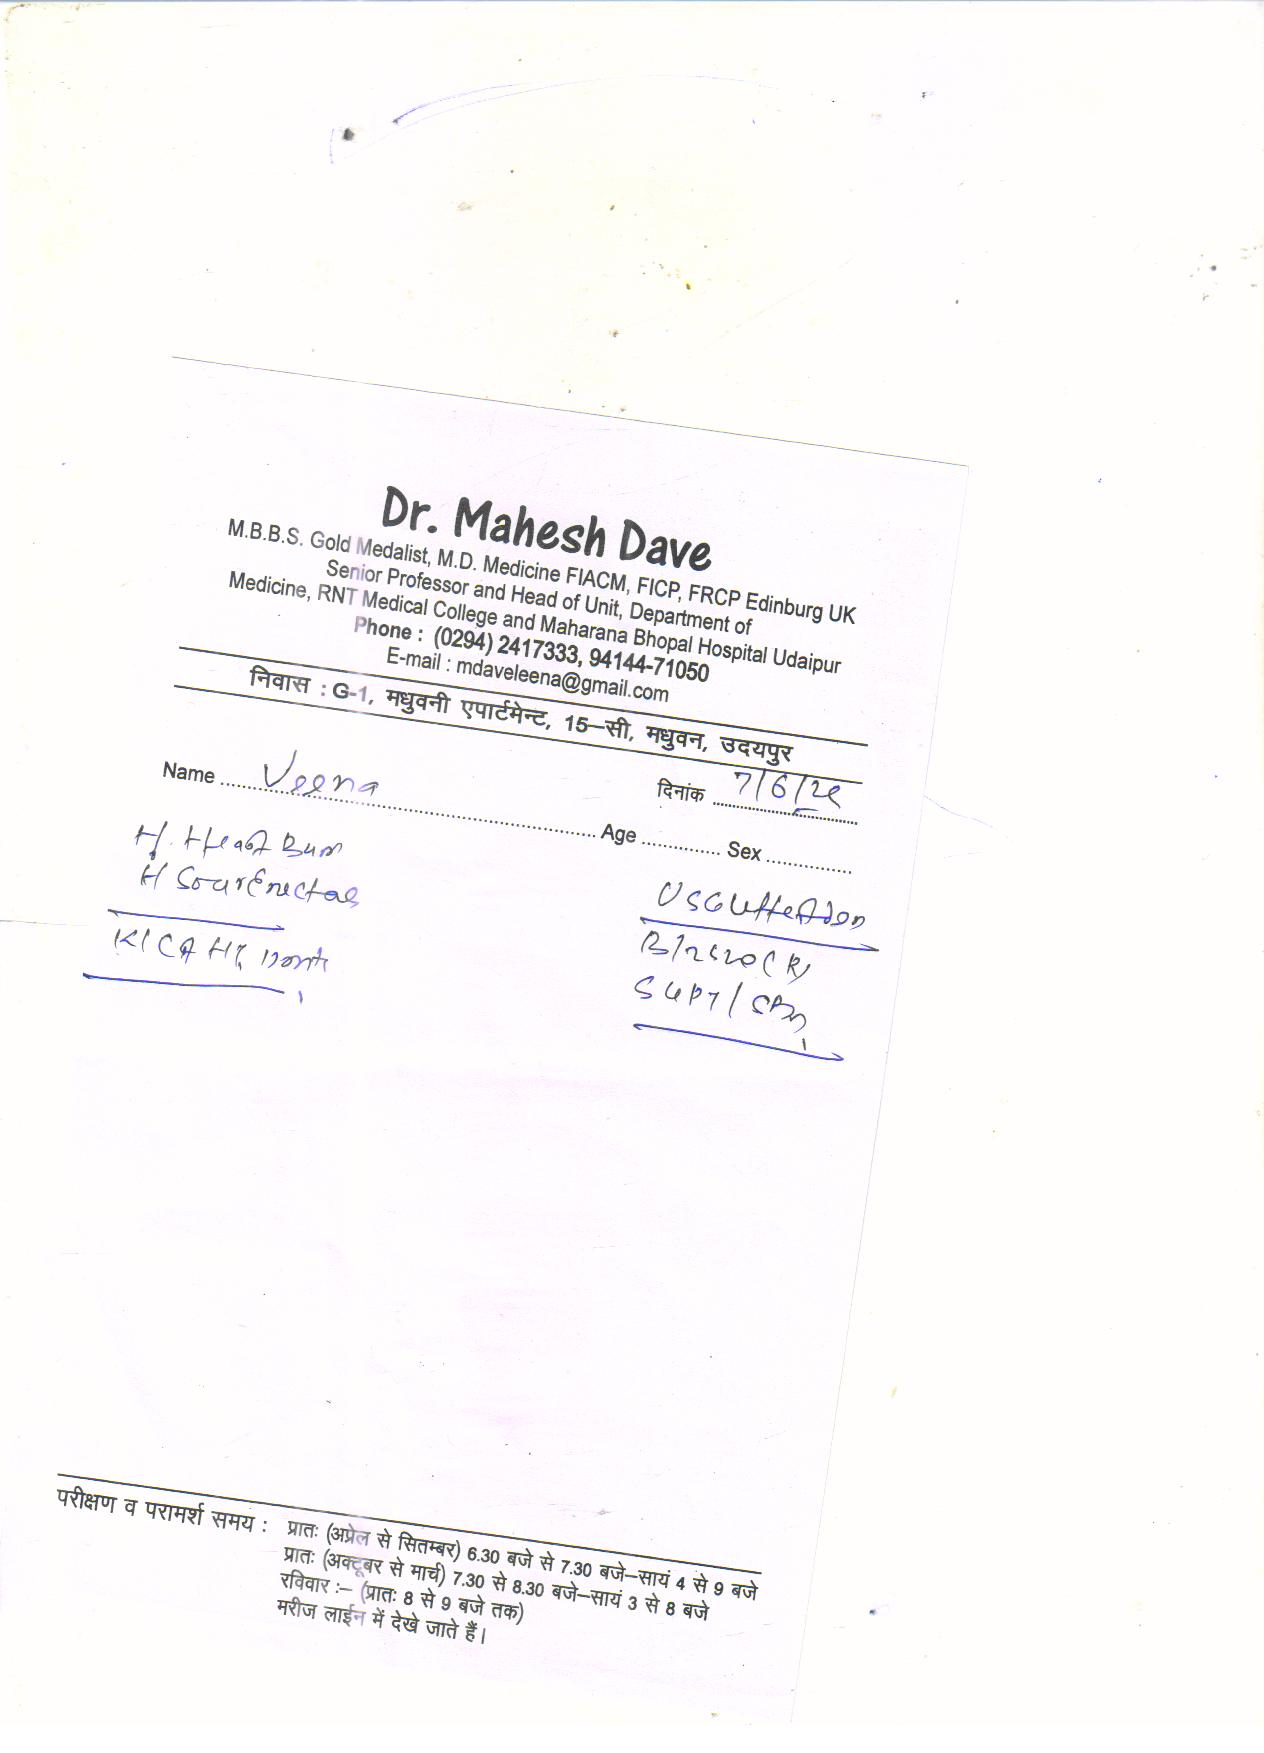 Dr. Mahesh Dave
M.B.B.S. Gold Medalist, M.D. Medicine FIACM, FICP, FRCP Edinburg UK
Senior Professor and Head of Unit, Department of
Medicine, RNT Medical College and Maharana Bhopal Hospital Udaipur
Phone : (0294) 2417333, 94144-71050
E-mail : mdaveleena@gmail.com
निवास : G-1, मधुवनी एपार्टमेन्ट, 15–सी, मधुवन, उदयपुर
Name Veena दिनांक 7/6/
Age Sex
H. Heart Burn
H Sour
USG
परीक्षण व परामर्श समय : प्रातः (अप्रेल से सितम्बर) 6.30 बजे से 7.30 बजे–सायं 4 से 9 बजे
प्रातः (अक्टूबर से मार्च) 7.30 से 8.30 बजे–सायं 3 से 8 बजे
रविवार :– (प्रातः 8 से 9 बजे तक)
मरीज लाईन में देखे जाते हैं।